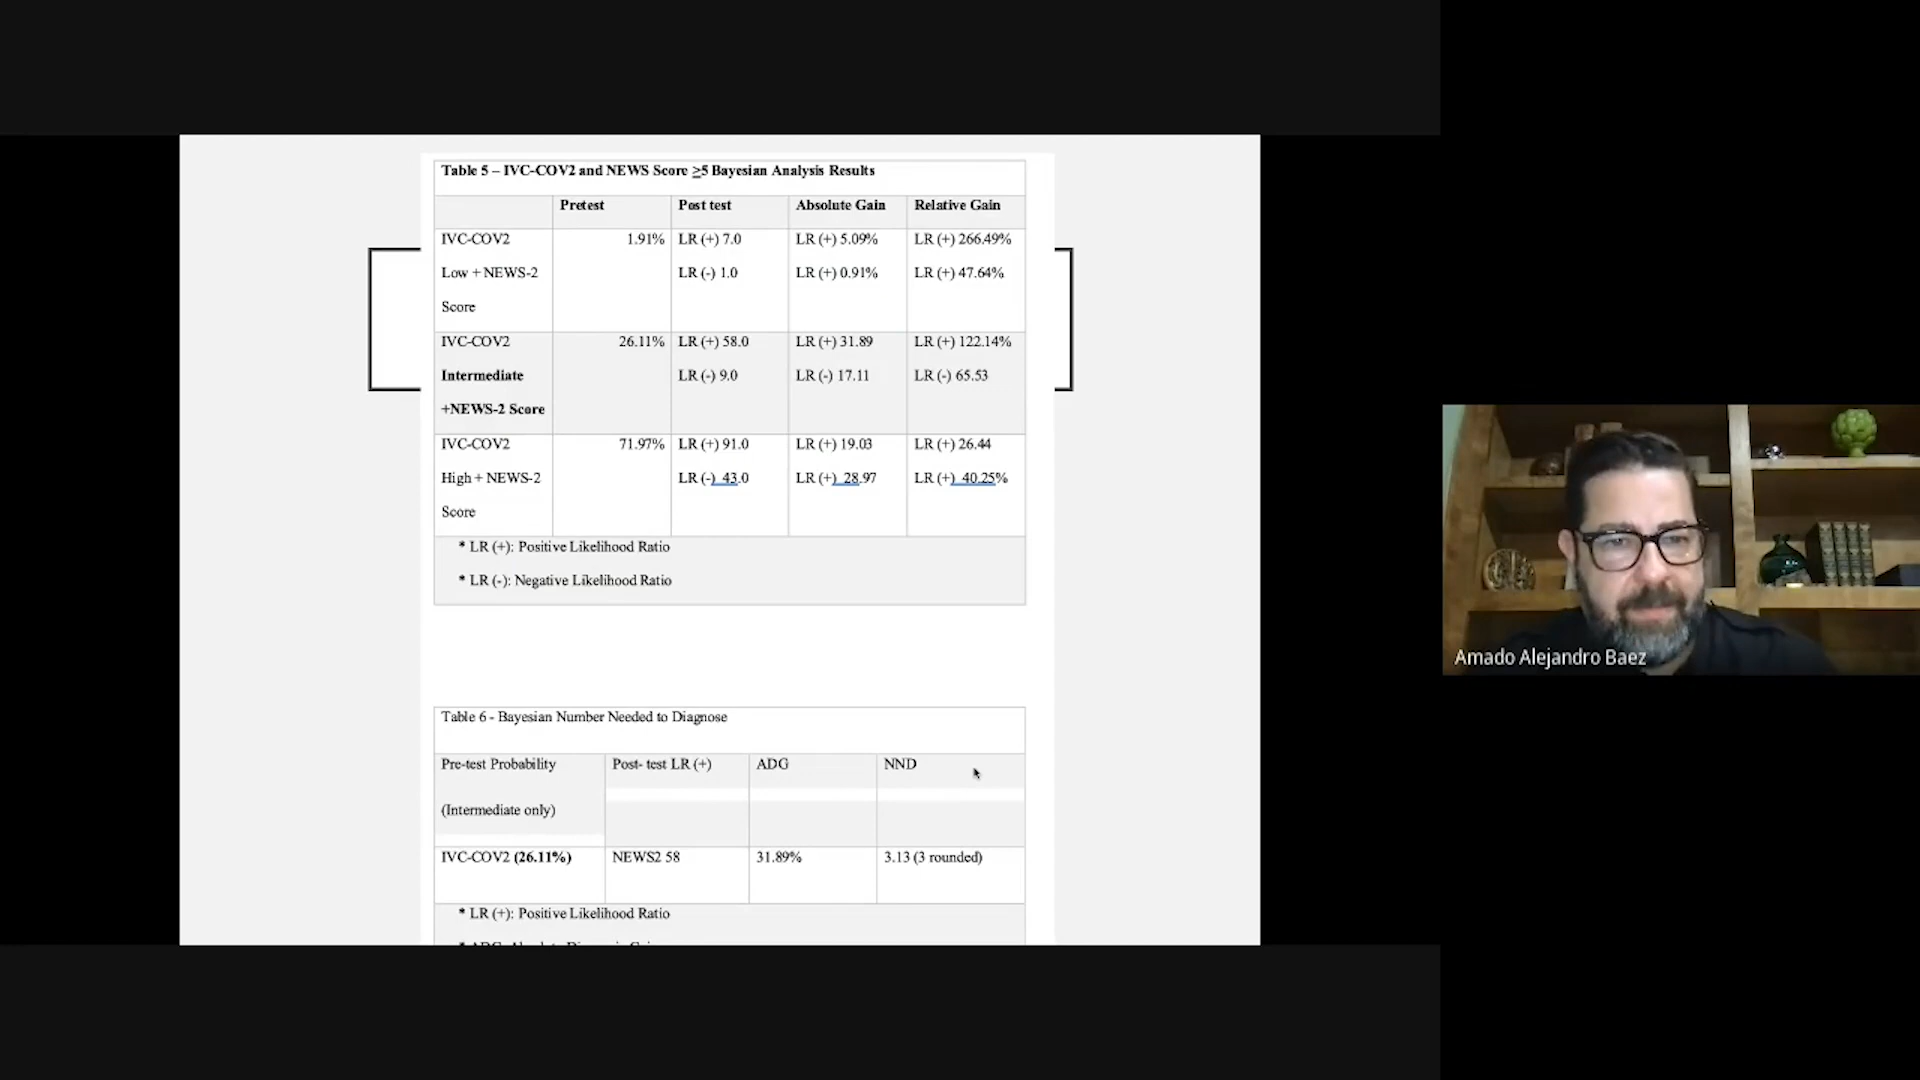 Table 5 – IVC-COV2 and NEWS Score ≥5 Bayesian Analysis Results
Pretest Post test Absolute Gain Relative Gain
IVC-COV2 1.91% LR (+) 7.0 LR (+) 5.09% LR (+) 266.49%
Low + NEWS-2 LR (-) 1.0 LR (+) 0.91% LR (+) 47.64%
Score
IVC-COV2 26.11% LR (+) 58.0 LR (+) 31.89 LR (+) 122.14%
Intermediate LR (-) 9.0 LR (-) 17.11 LR (-) 65.53
+NEWS-2 Score
IVC-COV2 71.97% LR (+) 91.0 LR (+) 19.03 LR (+) 26.44
High + NEWS-2 LR (-) 43.0 LR (+) 28.97 LR (+) 40.25%
Score
* LR (+): Positive Likelihood Ratio
* LR (-): Negative Likelihood Ratio
Table 6 - Bayesian Number Needed to Diagnose
Pre-test Probability Post- test LR (+) ADG NND
(Intermediate only)
IVC-COV2 (26.11%) NEWS2 58 31.89% 3.13 (3 rounded)
* LR (+): Positive Likelihood Ratio
Amado Alejandro Baez